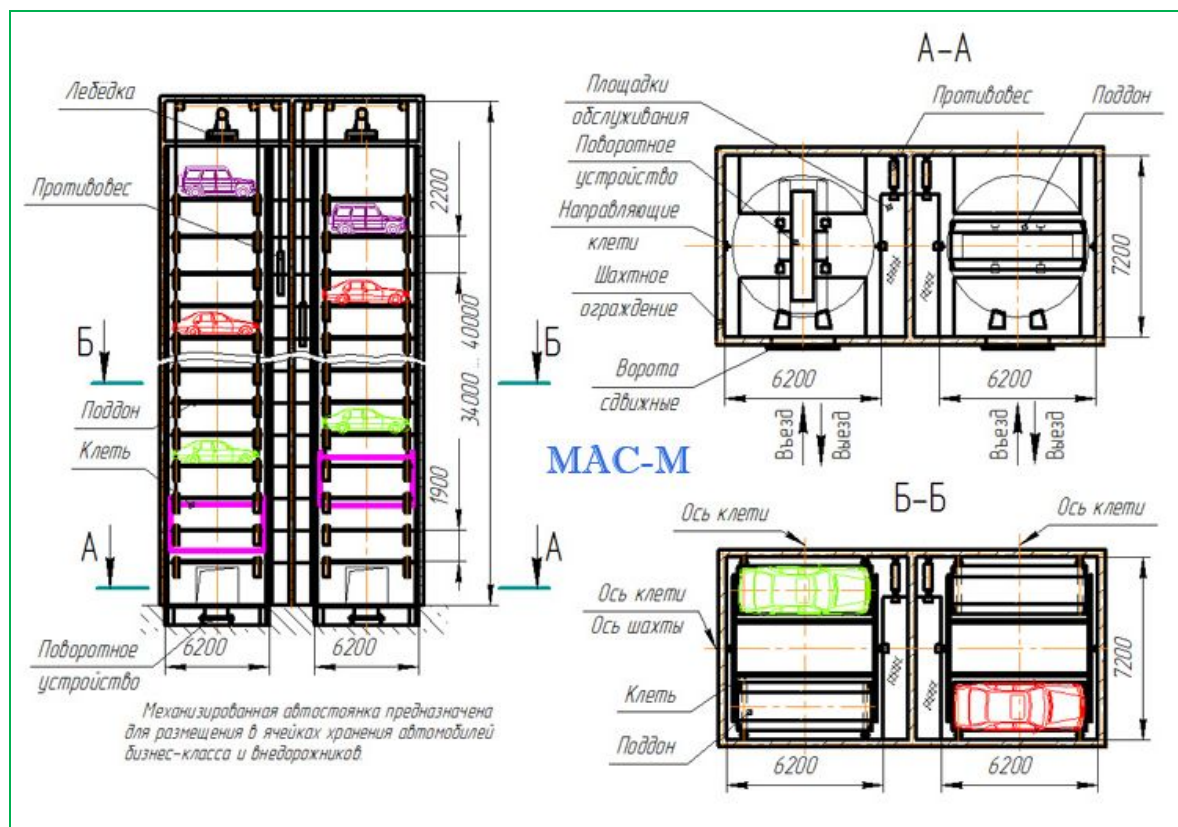 Лебёдка
Противовес
2200
34000 ... 40000
1900
Б
Б
Поддон
Клеть
А
А
6200
6200
Поворотное
устройство
Механизированная автостоянка предназначена
для размещения в ячейках хранения автомобилей
бизнес-класса и внедорожников.
МАС-М
А-А
Площадки
обслуживания
Поворотное
устройство
Направляющие
клети
Шахтное
ограждение
Ворота
сдвижные
Противовес
Поддон
7200
6200
6200
Въезд
Выезд
Въезд
Выезд
Б-Б
Ось клети
Ось клети
Ось клети
Ось шахты
Клеть
Поддон
7200
6200
6200